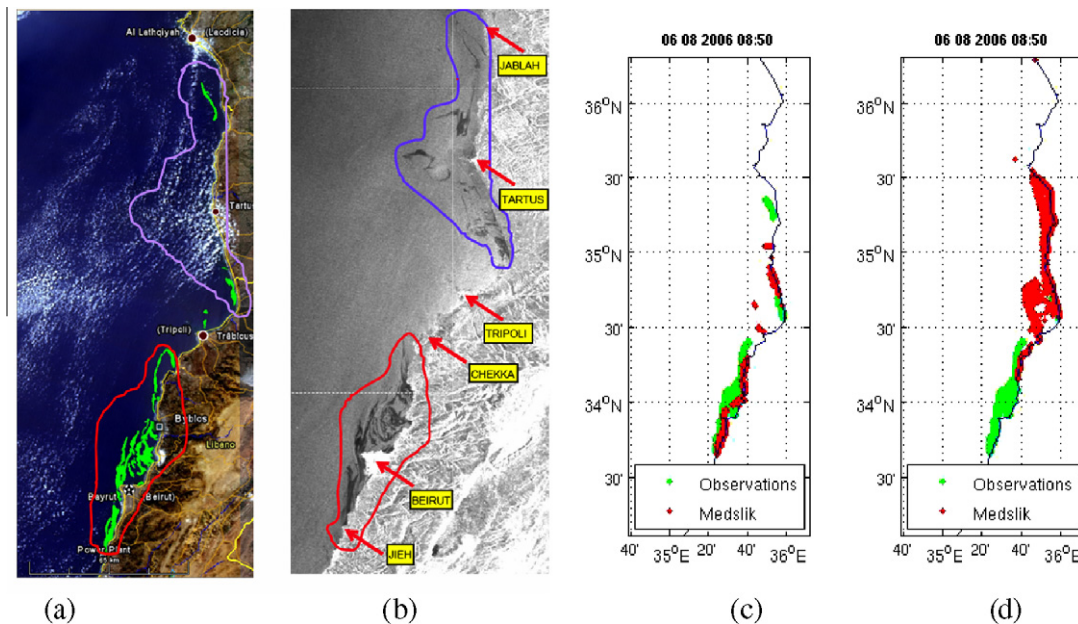 Al Lathqiyah (Laodicia)
Tartus
(Tripoli)
Trâblous
Byblos
Libano
Bayrut (Beirut)
Power Plant
(a)
JABLAH
TARTUS
TRIPOLI
CHEKKA
BEIRUT
JIEH
(b)
06 08 2006 08:50
36°N
30'
35°N
30'
34°N
30'
Observations
Medslik
40' 35°E 20' 40' 36°E
(c)
06 08 2006 08:50
36°N
30'
35°N
30'
34°N
30'
Observations
Medslik
40' 35°E 20' 40' 36°E
(d)